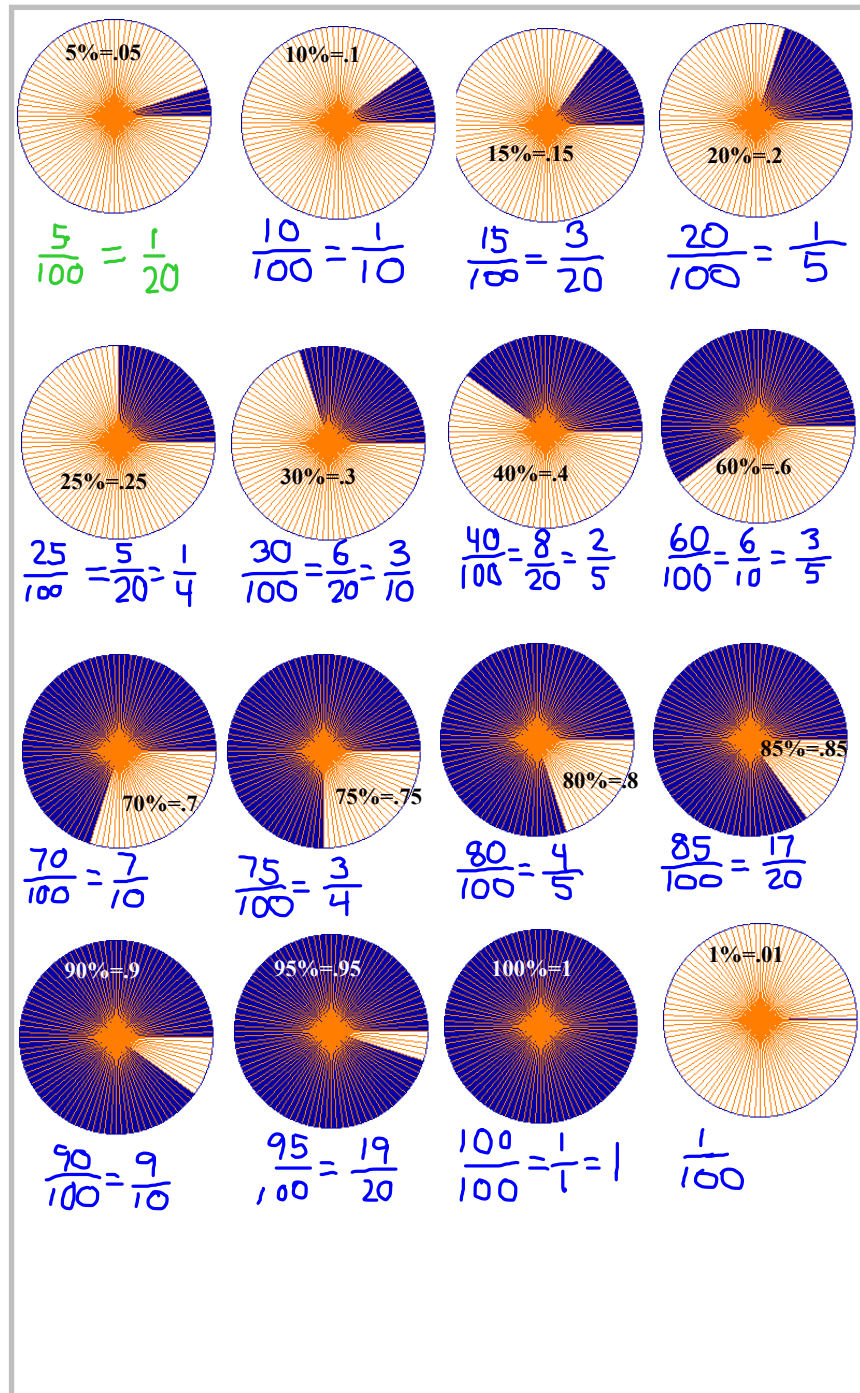 5%=.05 10%=.1 15%=.15 20%=.2
5/100 = 1/20 10/100 = 1/10 15/100 = 3/20 20/100 = 1/5
25%=.25 30%=.3 40%=.4 60%=.6
25/100 = 5/20 = 1/4 30/100 = 6/20 = 3/10 40/100 = 8/20 = 2/5 60/100 = 6/10 = 3/5
70%=.7 75%=.75 80%=.8 85%=.85
70/100 = 7/10 75/100 = 3/4 80/100 = 4/5 85/100 = 17/20
90%=.9 95%=.95 100%=1 1%=.01
90/100 = 9/10 95/100 = 19/20 100/100 = 1/1 = 1 1/100